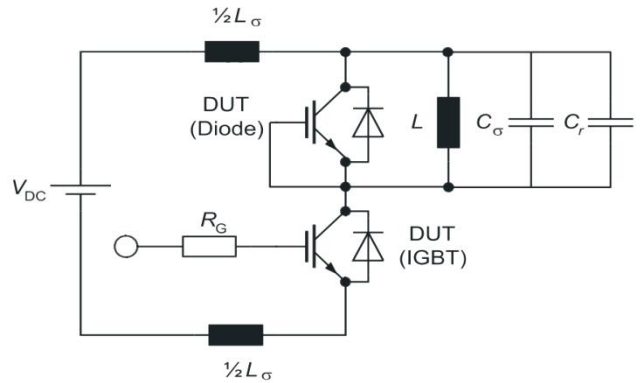 ½ Lσ
DUT
(Diode)
L
Cσ
Cr
VDC
RG
DUT
(IGBT)
½ Lσ